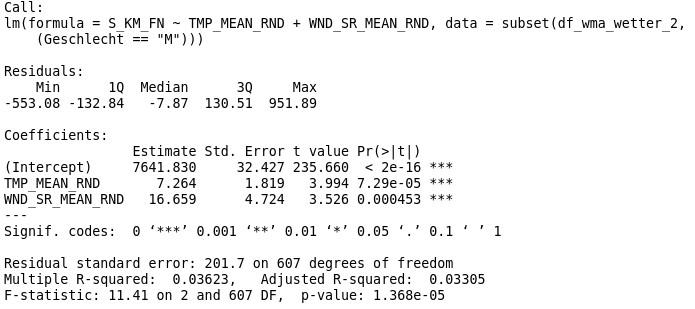 Call:
lm(formula = S_KM_FN ~ TMP_MEAN_RND + WND_SR_MEAN_RND, data = subset(df_wma_wetter_2,
    (Geschlecht == "M")))

Residuals:
    Min      1Q  Median      3Q     Max
-553.08 -132.84   -7.87  130.51  951.89

Coefficients:
                Estimate Std. Error t value Pr(>|t|)
(Intercept)     7641.830     32.427 235.660  < 2e-16 ***
TMP_MEAN_RND       7.264      1.819   3.994 7.29e-05 ***
WND_SR_MEAN_RND   16.659      4.724   3.526 0.000453 ***
---
Signif. codes:  0 ‘***’ 0.001 ‘**’ 0.01 ‘*’ 0.05 ‘.’ 0.1 ‘ ’ 1

Residual standard error: 201.7 on 607 degrees of freedom
Multiple R-squared:  0.03623,	Adjusted R-squared:  0.03305
F-statistic: 11.41 on 2 and 607 DF,  p-value: 1.368e-05